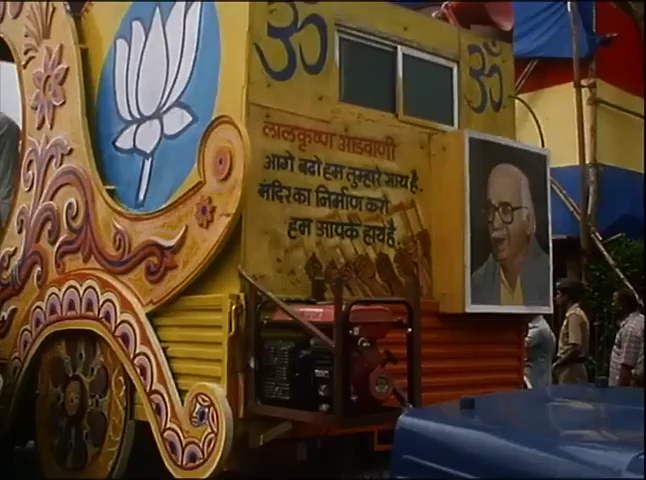 ॐ ॐ
लालकृष्ण आडवाणी
आगे बढो हम तुम्हारे साथ है.
मंदिर का निर्माण करो
हम आपके साथ है.